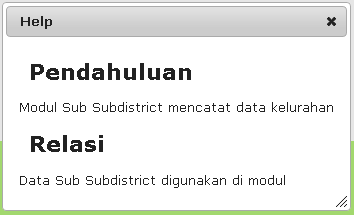 Help
Pendahuluan
Modul Sub Subdistrict mencatat data kelurahan
Relasi
Data Sub Subdistrict digunakan di modul